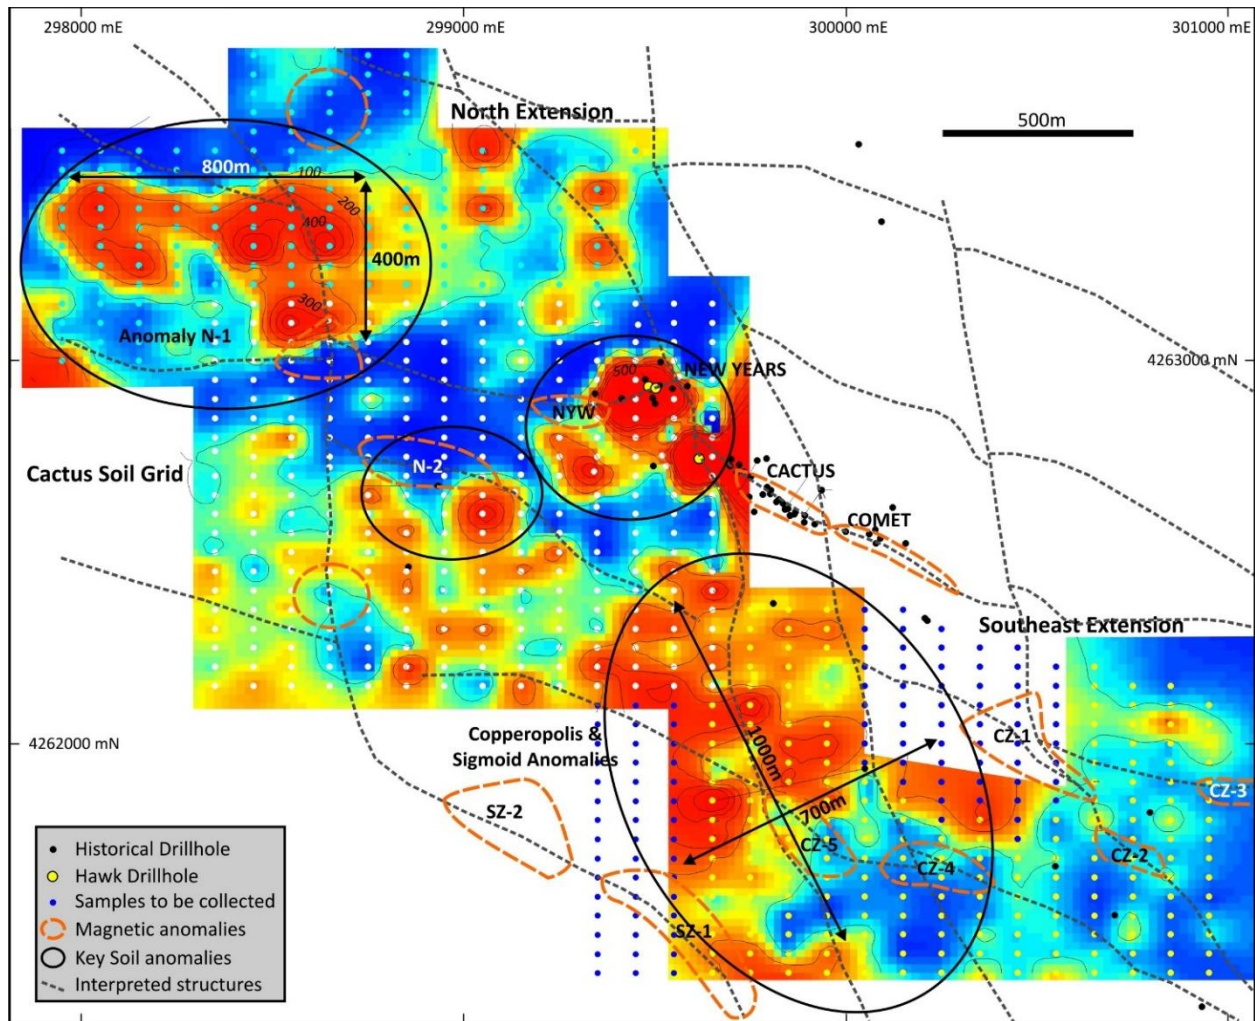 298000 mE
299000 mE
300000 mE
301000 mE
North Extension
500m
800m
100
200
400
400m
300
Anomaly N-1
4263000 mN
500
NEW YEARS
NYW
Cactus Soil Grid
N-2
CACTUS
COMET
Southeast Extension
Copperopolis &
Sigmoid Anomalies
4262000 mN
1000m
700m
CZ-1
CZ-3
SZ-2
CZ-5
CZ-4
CZ-2
SZ-1
Historical Drillhole
Hawk Drillhole
Samples to be collected
Magnetic anomalies
Key Soil anomalies
Interpreted structures